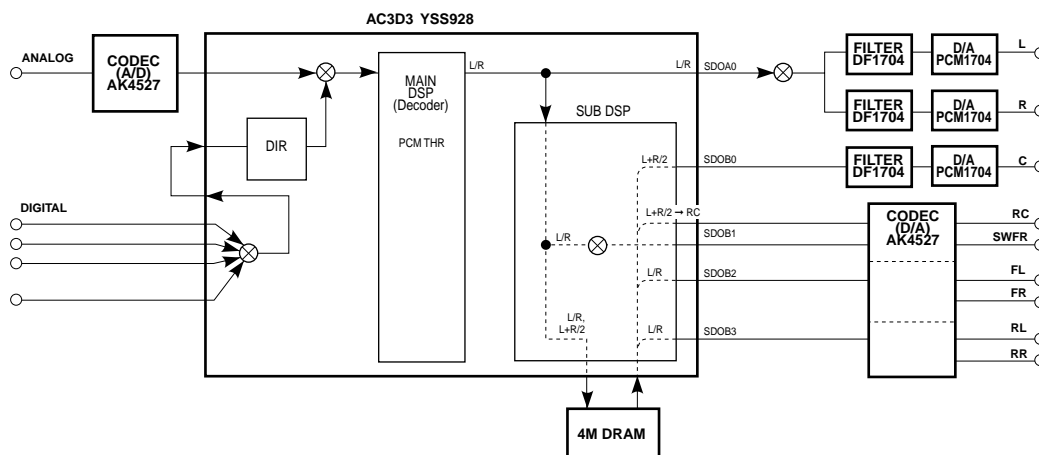 AC3D3 YSS928
ANALOG
CODEC
(A/D)
AK4527
MAIN
DSP
(Decoder)
PCM THR
L/R
L/R
SDOA0
FILTER
DF1704
D/A
PCM1704
L
FILTER
DF1704
D/A
PCM1704
R
SUB DSP
DIR
L+R/2
SDOB0
FILTER
DF1704
D/A
PCM1704
C
DIGITAL
L+R/2 → RC
L/R
SDOB1
CODEC
(D/A)
AK4527
RC
SWFR
L/R
SDOB2
FL
FR
L/R,
L+R/2
L/R
SDOB3
RL
RR
4M DRAM